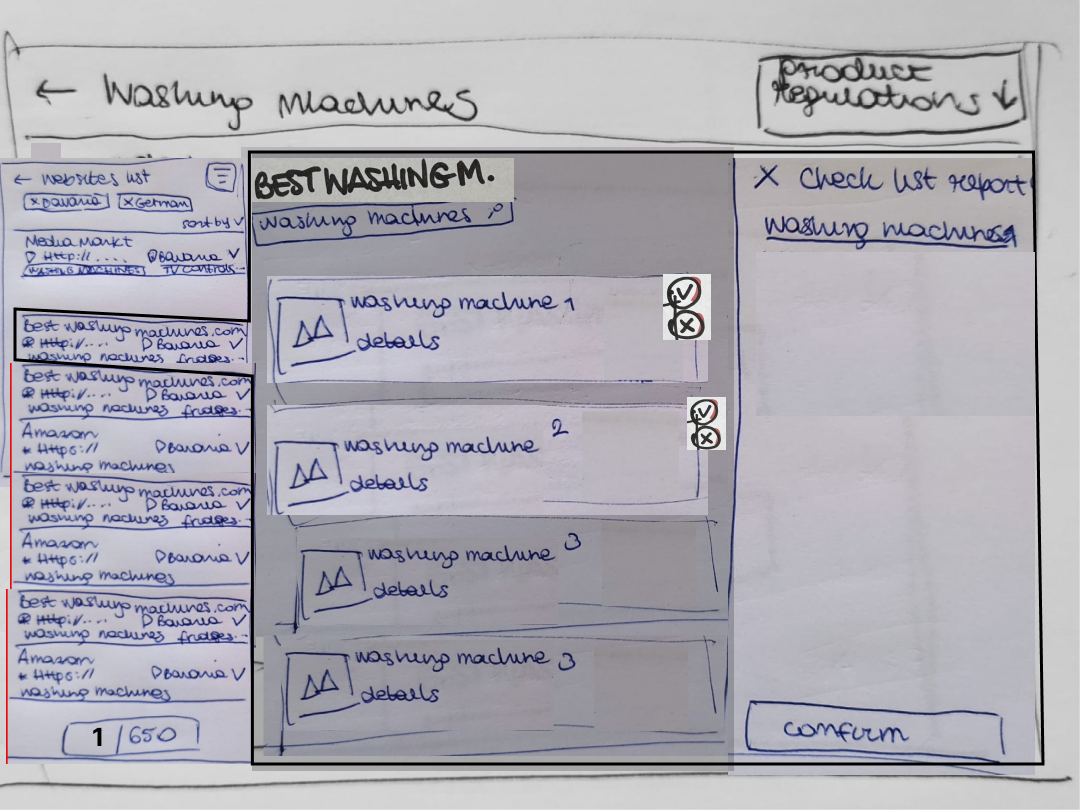 ← Washing machines
Product
Regulations ↓
← Websites list
x Bavaria x German
sort by ∨
Media Markt
Http://.... Bavaria ∨
WASHING MACHINES TV CONTROLS...
Best washing machines.com
Http://.... Bavaria ∨
washing machines fridges...
Best washing machines.com
Http://.... Bavaria ∨
washing machines fridges...
Amazon
* Https:// Bavaria ∨
washing machines
Best washing machines.com
Http://.... Bavaria ∨
washing machines fridges...
Amazon
* Https:// Bavaria ∨
washing machines
Best washing machines.com
Http://.... Bavaria ∨
washing machines fridges...
Amazon
* Https:// Bavaria ∨
washing machines
1 /650
BEST WASHING M.
washing machines
washing machine 1
details
washing machine 2
details
washing machine 3
details
washing machine 3
details
X Check list report
washing machines1
confirm